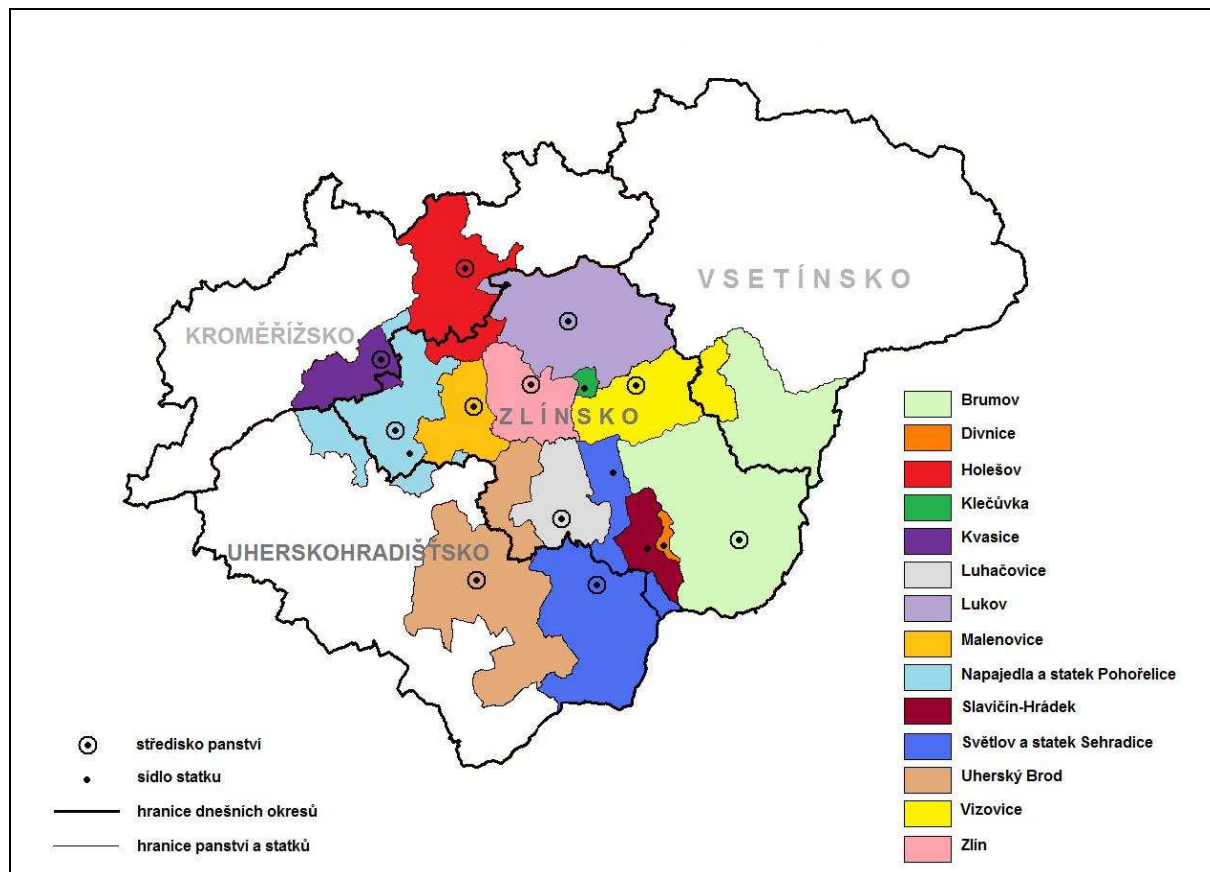 VSETÍNSKO
KROMĚŘÍŽSKO
ZLÍNSKO
UHERSKOHRADIŠŤSKO
Brumov
Divnice
Holešov
Klečůvka
Kvasice
Luhačovice
Lukov
Malenovice
Napajedla a statek Pohořelice
Slavičín-Hrádek
Světlov a statek Sehradice
Uherský Brod
Vizovice
Zlín
středisko panství
sídlo statku
hranice dnešních okresů
hranice panství a statků